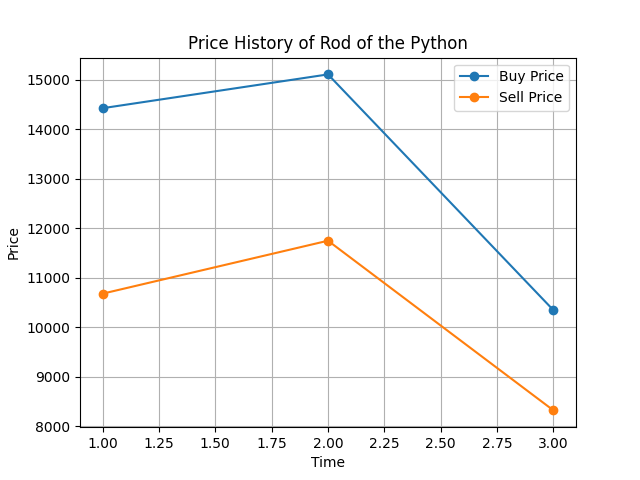 Price History of Rod of the Python
Buy Price
Sell Price
Price
15000
14000
13000
12000
11000
10000
9000
8000
1.00 1.25 1.50 1.75 2.00 2.25 2.50 2.75 3.00
Time